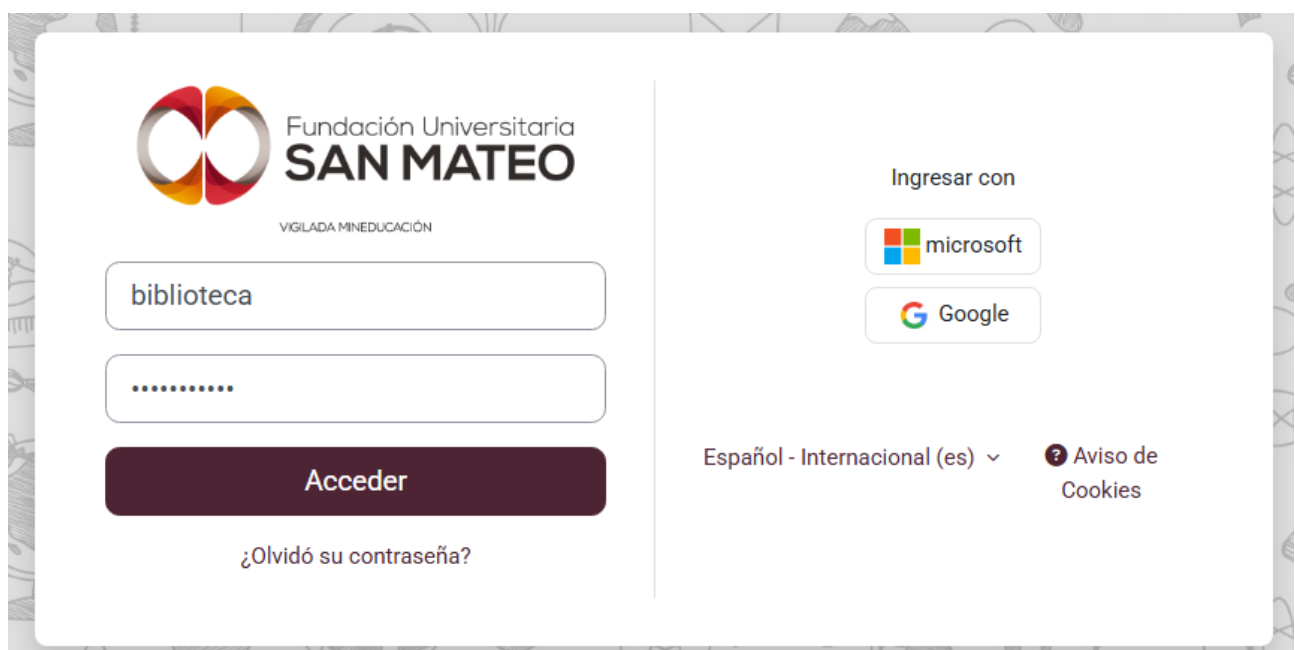 Fundación Universitaria
SAN MATEO
VIGILADA MINEDUCACIÓN
biblioteca
•••••••••••
Acceder
¿Olvidó su contraseña?
Ingresar con
microsoft
Google
Español - Internacional (es)
Aviso de
Cookies